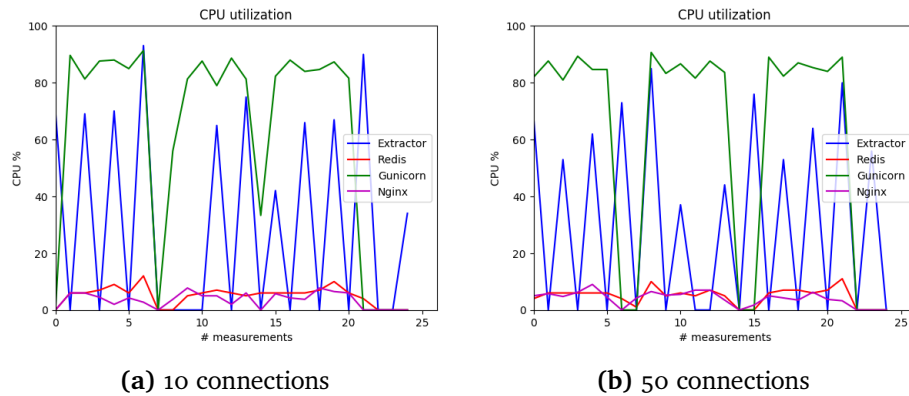 CPU utilization
100
80
60
40
20
0
CPU %
Extractor
Redis
Gunicorn
Nginx
0 5 10 15 20 25
# measurements
(a) 10 connections
CPU utilization
100
80
60
40
20
0
CPU %
Extractor
Redis
Gunicorn
Nginx
0 5 10 15 20 25
# measurements
(b) 50 connections